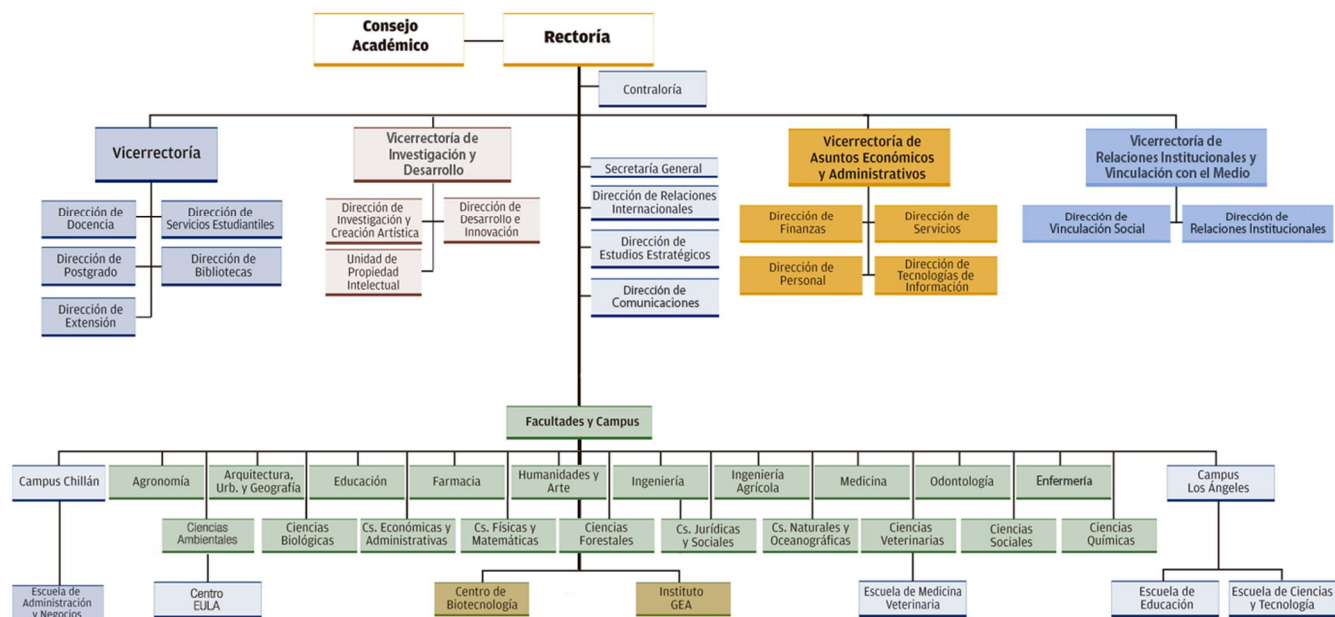 Consejo
Académico
Rectoría
Contraloría
Vicerrectoría
Vicerrectoría de
Investigación y
Desarrollo
Vicerrectoría de
Asuntos Económicos
y Administrativos
Vicerrectoría de
Relaciones Institucionales y
Vinculación con el Medio
Secretaría General
Dirección de Relaciones
Internacionales
Dirección de
Estudios Estratégicos
Dirección de
Comunicaciones
Dirección de
Docencia
Dirección de
Servicios Estudiantiles
Dirección de
Postgrado
Dirección de
Bibliotecas
Dirección de
Extensión
Dirección de
Investigación y
Creación Artística
Dirección de
Desarrollo e
Innovación
Unidad de
Propiedad
Intelectual
Dirección de
Finanzas
Dirección de
Servicios
Dirección de
Personal
Dirección de
Tecnologías de
Información
Dirección de
Vinculación Social
Dirección de
Relaciones Institucionales
Facultades y Campus
Campus Chillán
Agronomía
Arquitectura,
Urb. y Geografía
Educación
Farmacia
Humanidades y
Arte
Ingeniería
Ingeniería
Agrícola
Medicina
Odontología
Enfermería
Campus
Los Ángeles
Ciencias
Ambientales
Ciencias
Biológicas
Cs. Económicas y
Administrativas
Cs. Físicas y
Matemáticas
Ciencias
Forestales
Cs. Jurídicas
y Sociales
Cs. Naturales y
Oceanográficas
Ciencias
Veterinarias
Ciencias
Sociales
Ciencias
Químicas
Escuela de
Administración
y Negocios
Centro
EULA
Centro de
Biotecnología
Instituto
GEA
Escuela de Medicina
Veterinaria
Escuela de
Educación
Escuela de Ciencias
y Tecnología